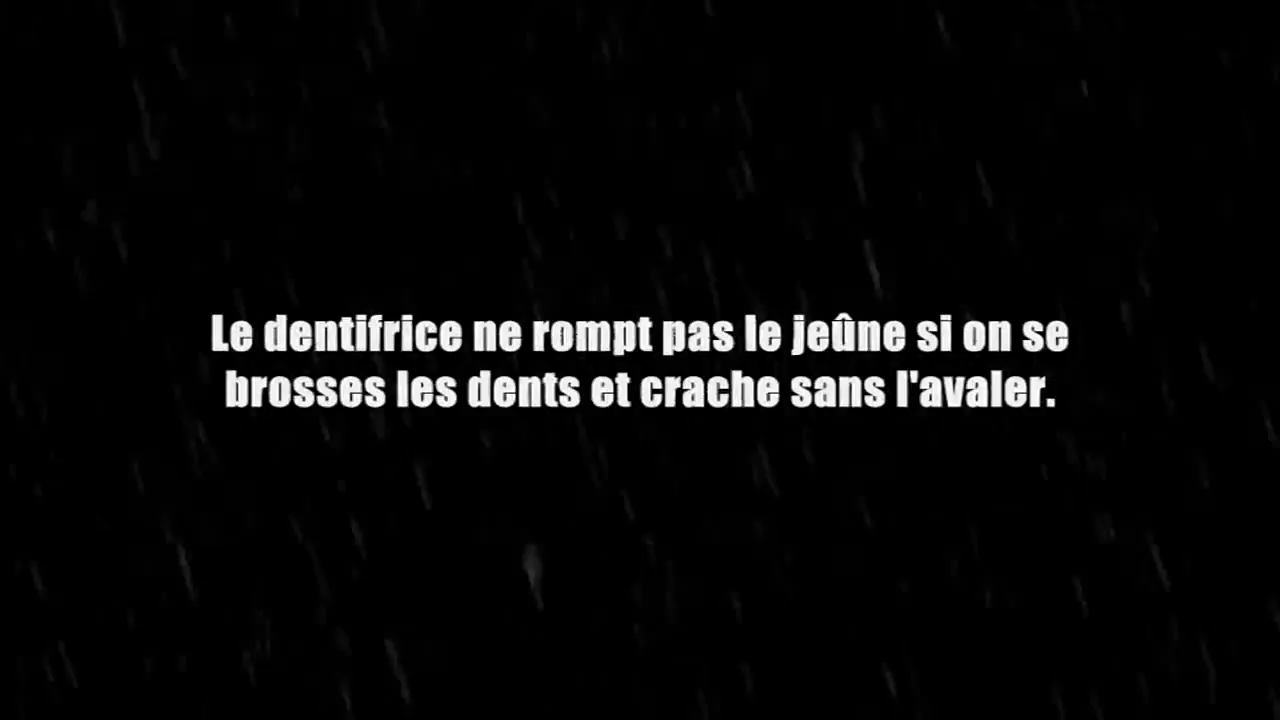 Le dentifrice ne rompt pas le jeûne si on se
brosses les dents et crache sans l'avaler.